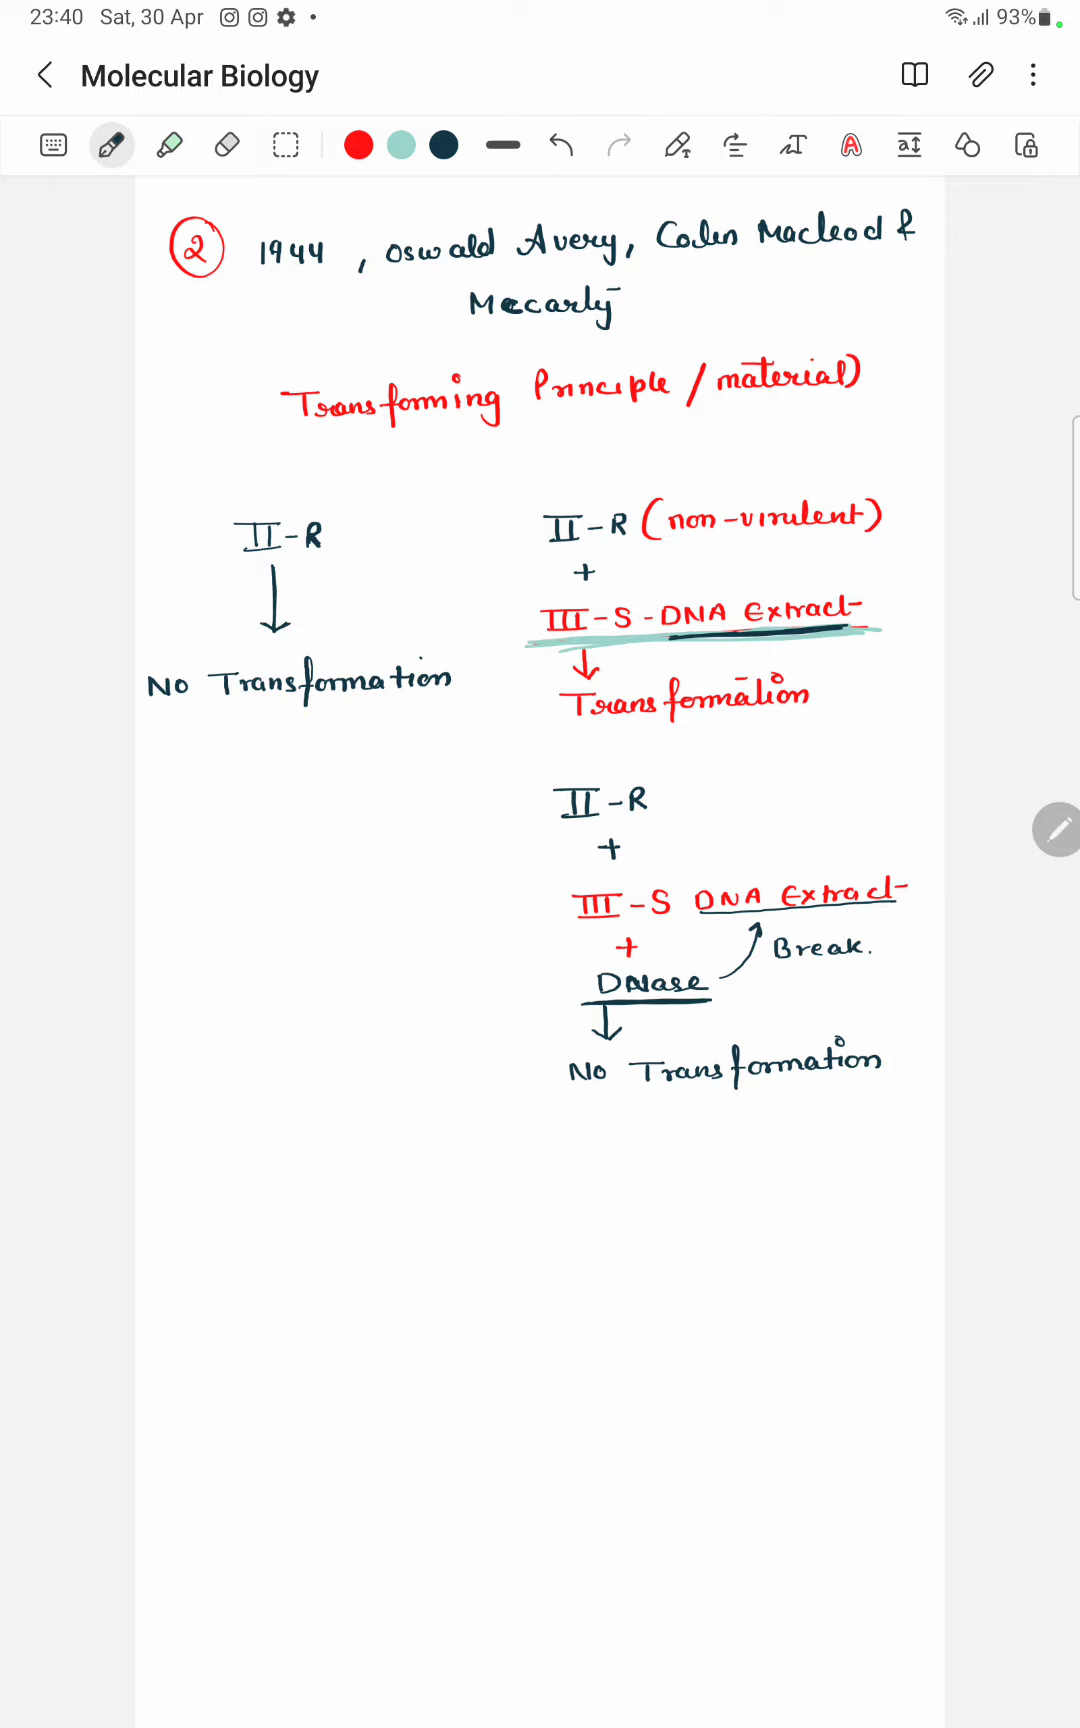 23:40 Sat, 30 Apr
93%
Molecular Biology
② 1944 , Oswald Avery, Colin Macleod &
Mccarty
Transforming Principle / material)
II-R
↓
No Transformation
II-R (non-virulent)
+
III-S - DNA Extract
↓
Transformation
II-R
+
III-S DNA Extract
+
Break.
DNase
↓
No Transformation